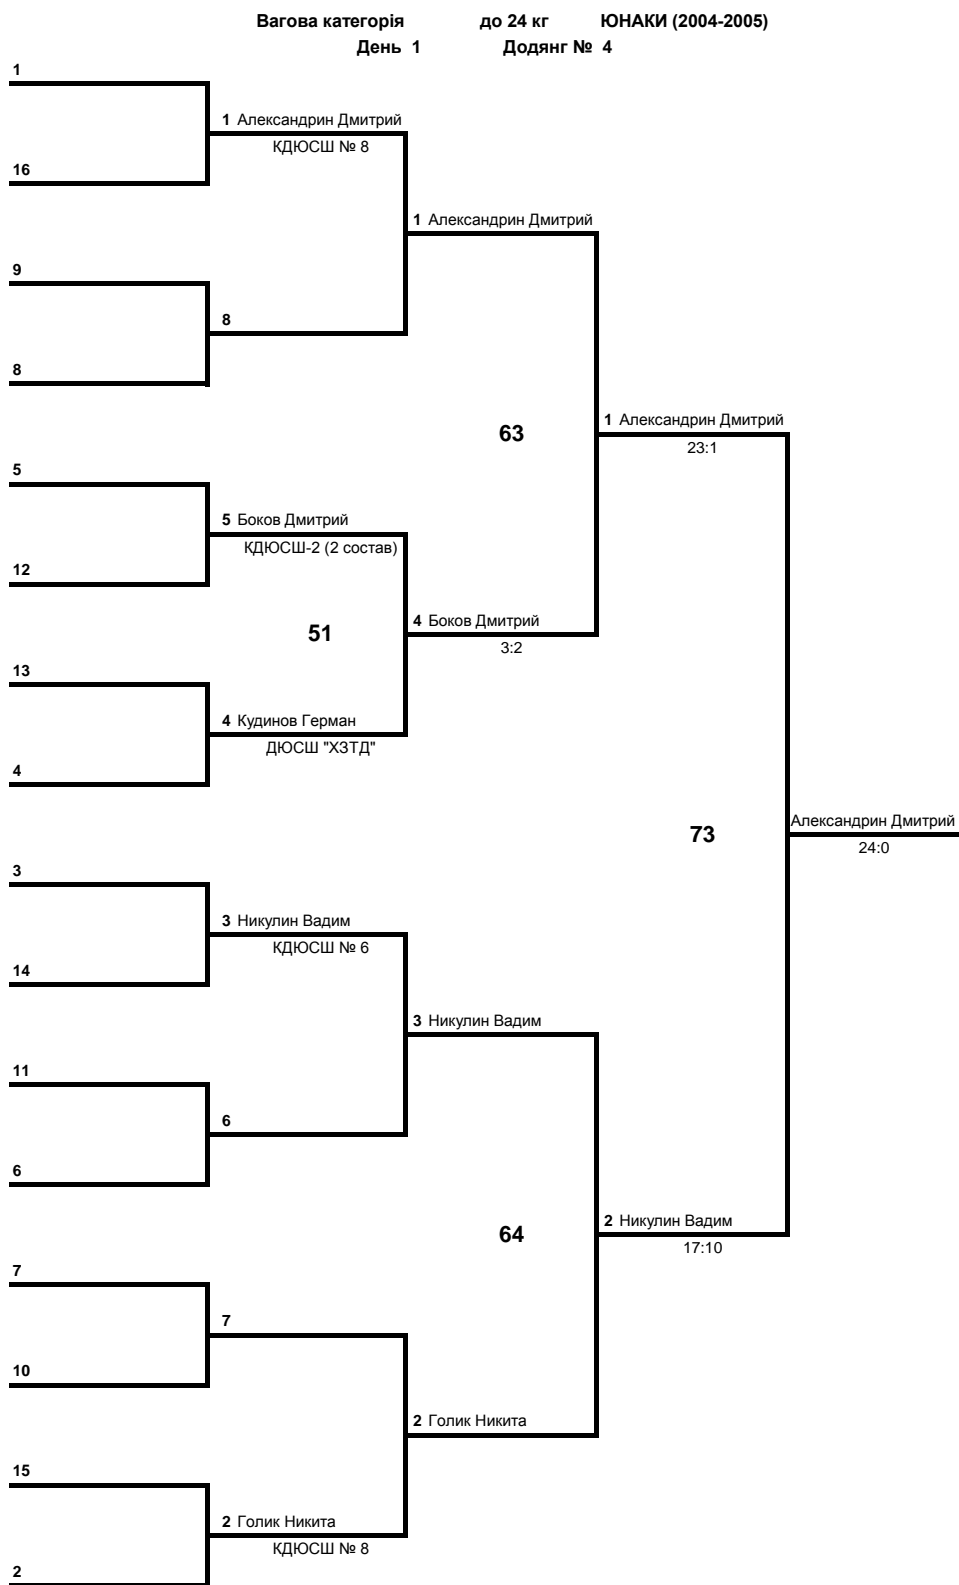 Вагова категорія до 24 кг ЮНАКИ (2004-2005)
День 1 Додянг № 4
1
1 Александрин Дмитрий
КДЮСШ № 8
16
1 Александрин Дмитрий
9
8
8
1 Александрин Дмитрий
63
23:1
5
5 Боков Дмитрий
КДЮСШ-2 (2 состав)
12
4 Боков Дмитрий
51
3:2
13
4 Кудинов Герман
ДЮСШ "ХЗТД"
4
Александрин Дмитрий
73
24:0
3
3 Никулин Вадим
КДЮСШ № 6
14
3 Никулин Вадим
11
6
6
2 Никулин Вадим
64
17:10
7
7
10
2 Голик Никита
15
2 Голик Никита
КДЮСШ № 8
2